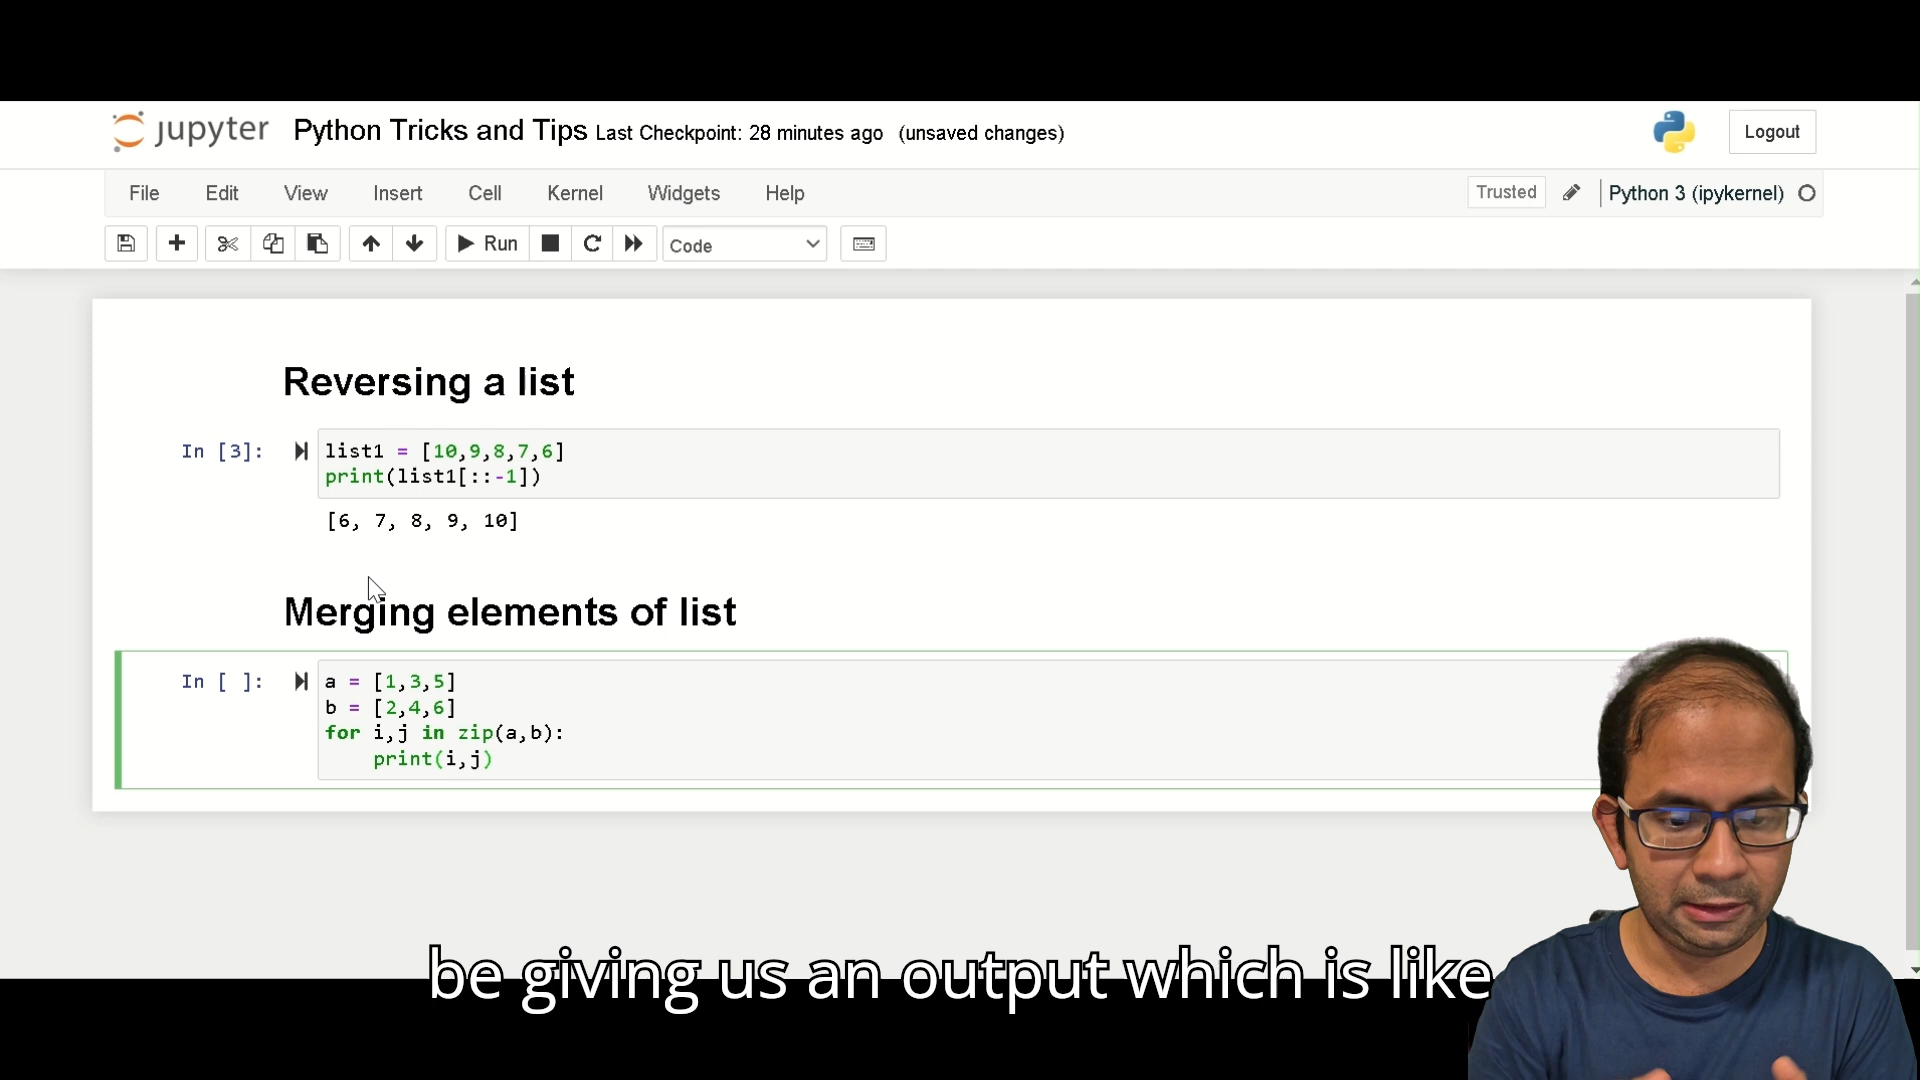 jupyter Python Tricks and Tips Last Checkpoint: 28 minutes ago (unsaved changes) Logout
File Edit View Insert Cell Kernel Widgets Help Trusted Python 3 (ipykernel)
Run Code
Reversing a list
In [3]: list1 = [10,9,8,7,6]
print(list1[::-1])
[6, 7, 8, 9, 10]
Merging elements of list
In [ ]: a = [1,3,5]
b = [2,4,6]
for i,j in zip(a,b):
print(i,j)
be giving us an output which is like